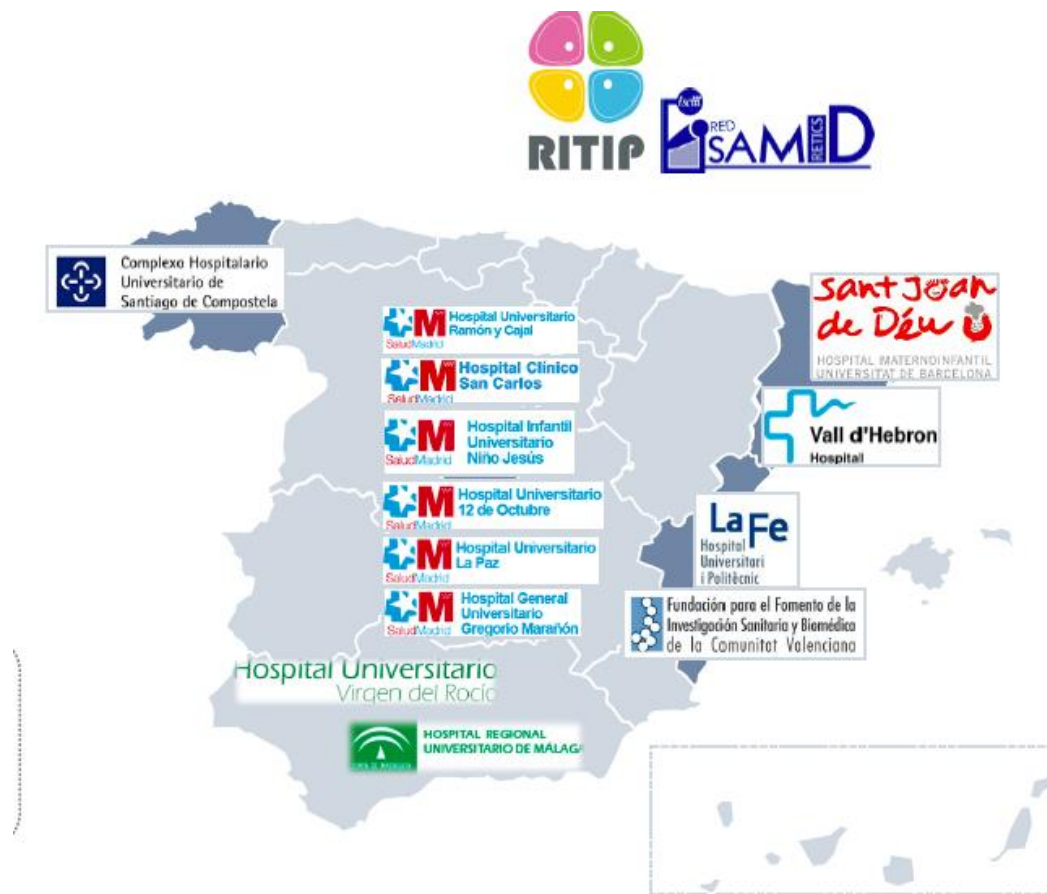 RITIP
isciii
RED
SAMID
RETICS
Complexo Hospitalario
Universitario de
Santiago de Compostela
sant Joan
de Déu
HOSPITAL MATERNOINFANTIL
UNIVERSITAT DE BARCELONA
M Hospital Universitario
Ramón y Cajal
SaludMadrid
M Hospital Clínico
San Carlos
SaludMadrid
M Hospital Infantil
Universitario
Niño Jesús
SaludMadrid
Vall d'Hebron
Hospital
M Hospital Universitario
12 de Octubre
SaludMadrid
La Fe
Hospital
Universitari
i Politècnic
M Hospital Universitario
La Paz
SaludMadrid
M Hospital General
Universitario
Gregorio Marañón
SaludMadrid
Fundación para el Fomento de la
Investigación Sanitaria y Biomédica
de la Comunitat Valenciana
Hospital Universitario
Virgen del Rocío
HOSPITAL REGIONAL
UNIVERSITARIO DE MÁLAGA